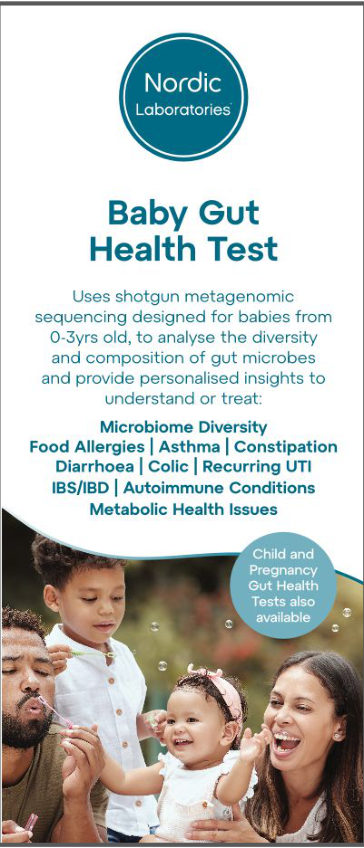 Nordic
Laboratories
Baby Gut
Health Test
Uses shotgun metagenomic
sequencing designed for babies from
0-3yrs old, to analyse the diversity
and composition of gut microbes
and provide personalised insights to
understand or treat:
Microbiome Diversity
Food Allergies | Asthma | Constipation
Diarrhoea | Colic | Recurring UTI
IBS/IBD | Autoimmune Conditions
Metabolic Health Issues
Child and
Pregnancy
Gut Health
Tests also
available